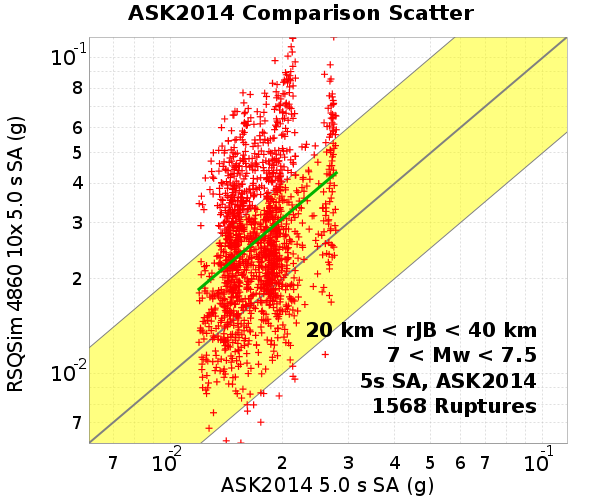 ASK2014 Comparison Scatter
RSQSim 4860 10x 5.0 s SA (g)
10-1
8
6
5
4
3
2
10-2
7
20 km < rJB < 40 km
7 < Mw < 7.5
5s SA, ASK2014
1568 Ruptures
7 10-2 2 3 4 5 6 7 10-1
ASK2014 5.0 s SA (g)